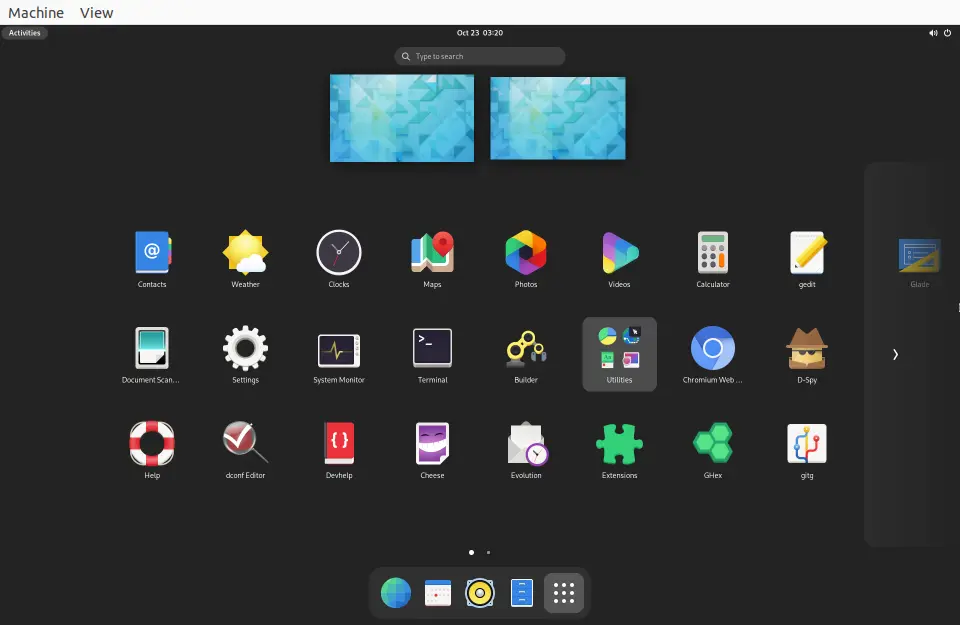 Machine View
Activities
Oct 23 03:20
Type to search
Contacts
Weather
Clocks
Maps
Photos
Videos
Calculator
gedit
Glade
Document Scan...
Settings
System Monitor
Terminal
Builder
Utilities
Chromium Web ...
D-Spy
Help
dconf Editor
Devhelp
Cheese
Evolution
Extensions
GHex
gitg